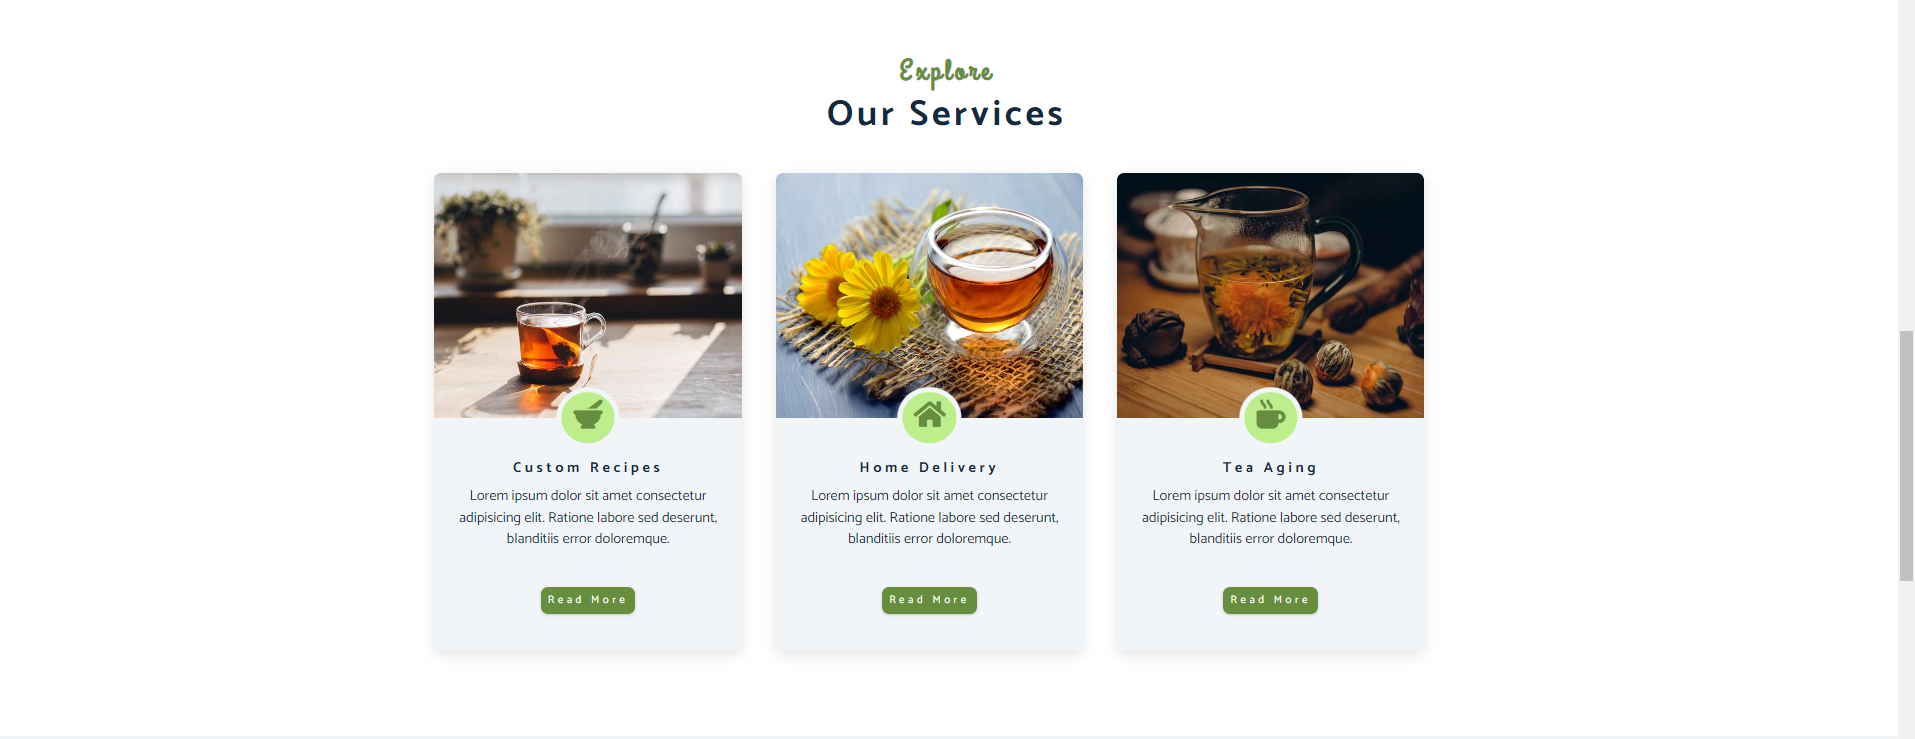 Explore
Our Services
Custom Recipes
Lorem ipsum dolor sit amet consectetur
adipisicing elit. Ratione labore sed deserunt,
blanditiis error doloremque.
Read More
Home Delivery
Lorem ipsum dolor sit amet consectetur
adipisicing elit. Ratione labore sed deserunt,
blanditiis error doloremque.
Read More
Tea Aging
Lorem ipsum dolor sit amet consectetur
adipisicing elit. Ratione labore sed deserunt,
blanditiis error doloremque.
Read More